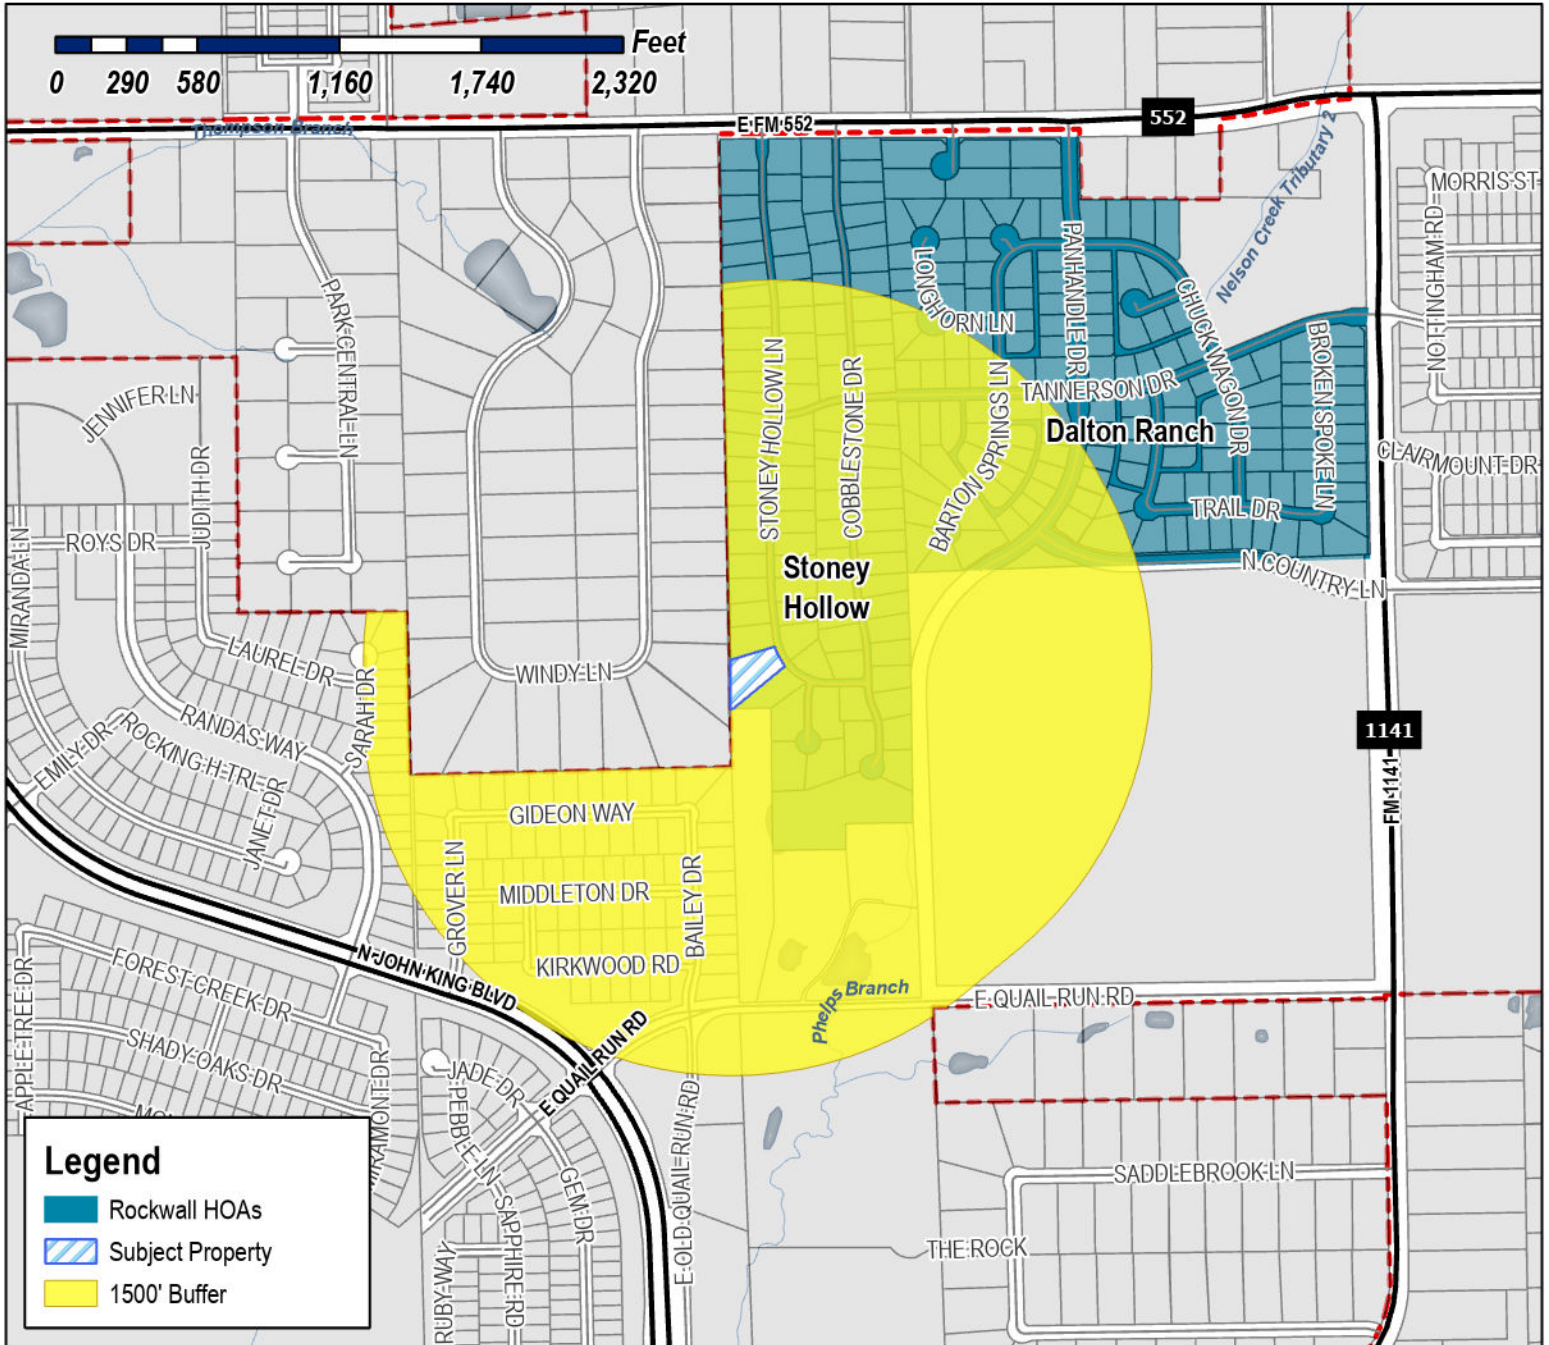 Feet
0 290 580 1,160 1,740 2,320
Thompson Branch
E FM 552
552
Nelson Creek Tributary 2
MORRIS ST
NOTTINGHAM RD
PARK CENTRAL LN
LONGHORN LN
PANHANDLE DR
CHUCK WAGON DR
BROKEN SPOKE LN
JENNIFER LN
STONEY HOLLOW LN
COBBLESTONE DR
BARTON SPRINGS LN
TANNERSON DR
Dalton Ranch
CLAIRMOUNT DR
JUDITH DR
TRAIL DR
MIRANDA LN
ROYS DR
Stoney
Hollow
N COUNTRY LN
LAUREL DR
SARAH DR
WINDY LN
RANDAS WAY
EMILY DR
ROCKING H TRL
JANET DR
1141
FM 1141
GIDEON WAY
GROVER LN
MIDDLETON DR
BAILEY DR
KIRKWOOD RD
N JOHN KING BLVD
APPLE TREE DR
FOREST CREEK DR
Phelps Branch
E QUAIL RUN RD
SHADY OAKS DR
E QUAIL RUN RD
JADE DR
PEBBLE LN
E OLD QUAIL RUN RD
GEM DR
SAPPHIRE RD
RUBY WAY
SADDLEBROOK LN
THE ROCK
Legend
Rockwall HOAs
Subject Property
1500' Buffer